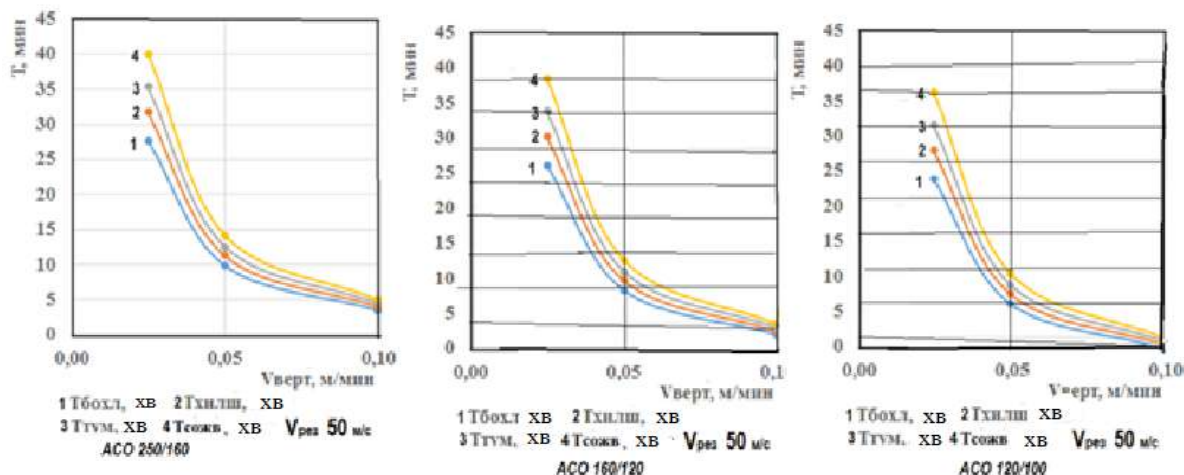 45
40
35
30
25
20
15
10
5
0
T, мин
4
3
2
1
0,00 0,05 0,10
Vверт, м/мин
1 Тбохл, хв 2Тхилш, хв
3 Ттум, хв 4 Тсожв, хв Vрез 50 м/с
АСО 250/160
45
40
35
30
25
20
15
10
5
0
T, мин
4
3
2
1
0,00 0,05 0,1
Vверт, м/мин
1 Тбохл хв 2 Тхилш, хв
3Ттум, хв 4 Тсожв, хв Vрез 50 м/с
АСО 160/120
45
40
35
30
25
20
15
10
5
0
T, мин
4
3
2
1
0,00 0,05 0,10
V=ерт, м/мин
1 Тбохл, хв 2 Тхилш хв
3 Ттум, хв 4 Тсожв хв Vрез 50 м/с
АСО 120/100